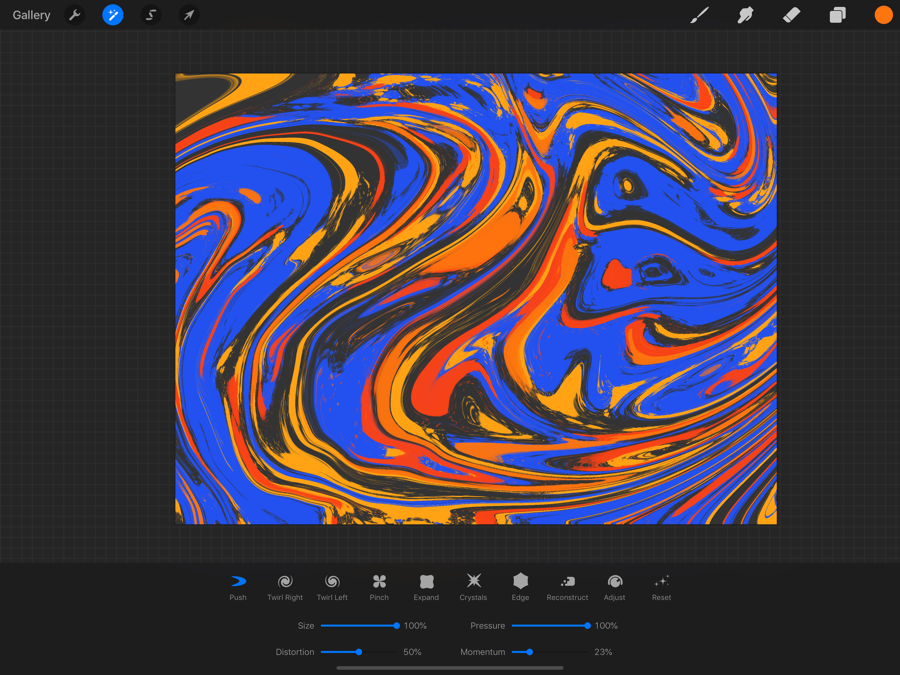 Gallery
Push Twirl Right Twirl Left Pinch Expand Crystals Edge Reconstruct Adjust Reset
Size 100% Pressure 100%
Distortion 50% Momentum 23%